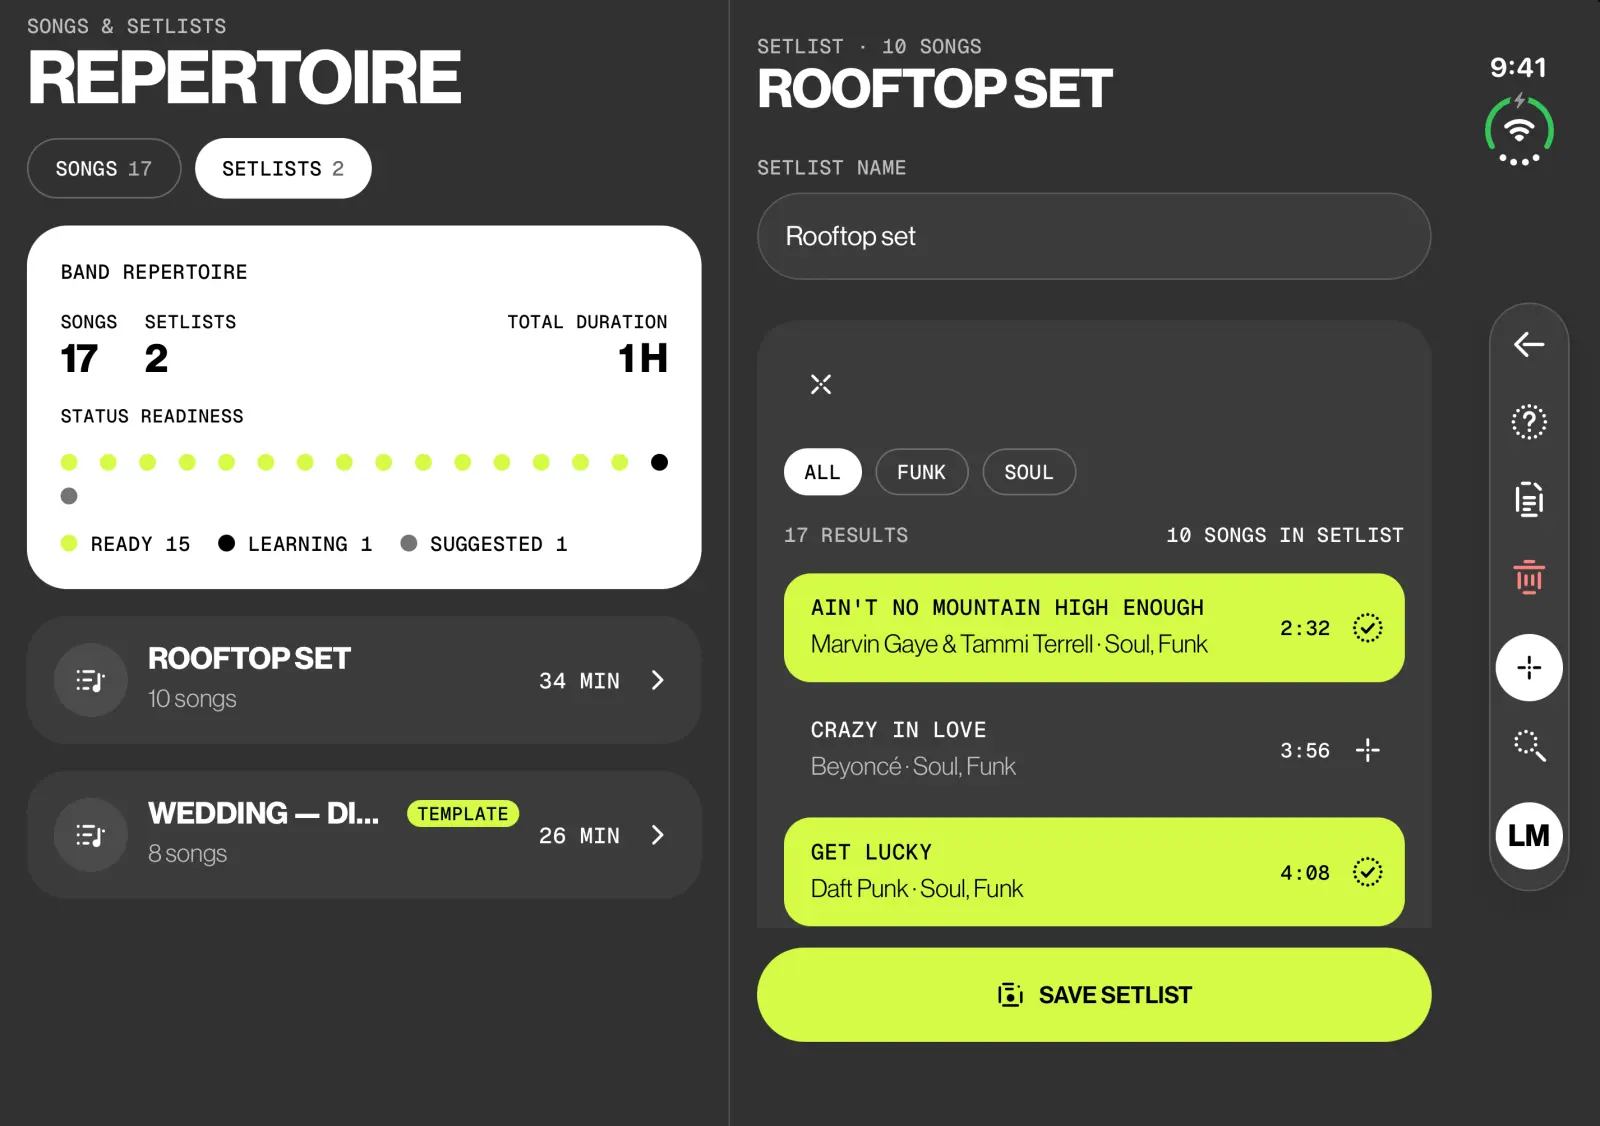 SONGS & SETLISTS
REPERTOIRE
SONGS 17
SETLISTS 2
BAND REPERTOIRE
SONGS SETLISTS TOTAL DURATION
17 2 1H
STATUS READINESS
READY 15 LEARNING 1 SUGGESTED 1
ROOFTOP SET
10 songs
34 MIN
WEDDING — DI... TEMPLATE
8 songs
26 MIN
SETLIST · 10 SONGS
ROOFTOP SET
SETLIST NAME
Rooftop set
ALL FUNK SOUL
17 RESULTS 10 SONGS IN SETLIST
AIN'T NO MOUNTAIN HIGH ENOUGH
Marvin Gaye & Tammi Terrell · Soul, Funk
2:32
CRAZY IN LOVE
Beyoncé · Soul, Funk
3:56
GET LUCKY
Daft Punk · Soul, Funk
4:08
SAVE SETLIST
9:41
LM